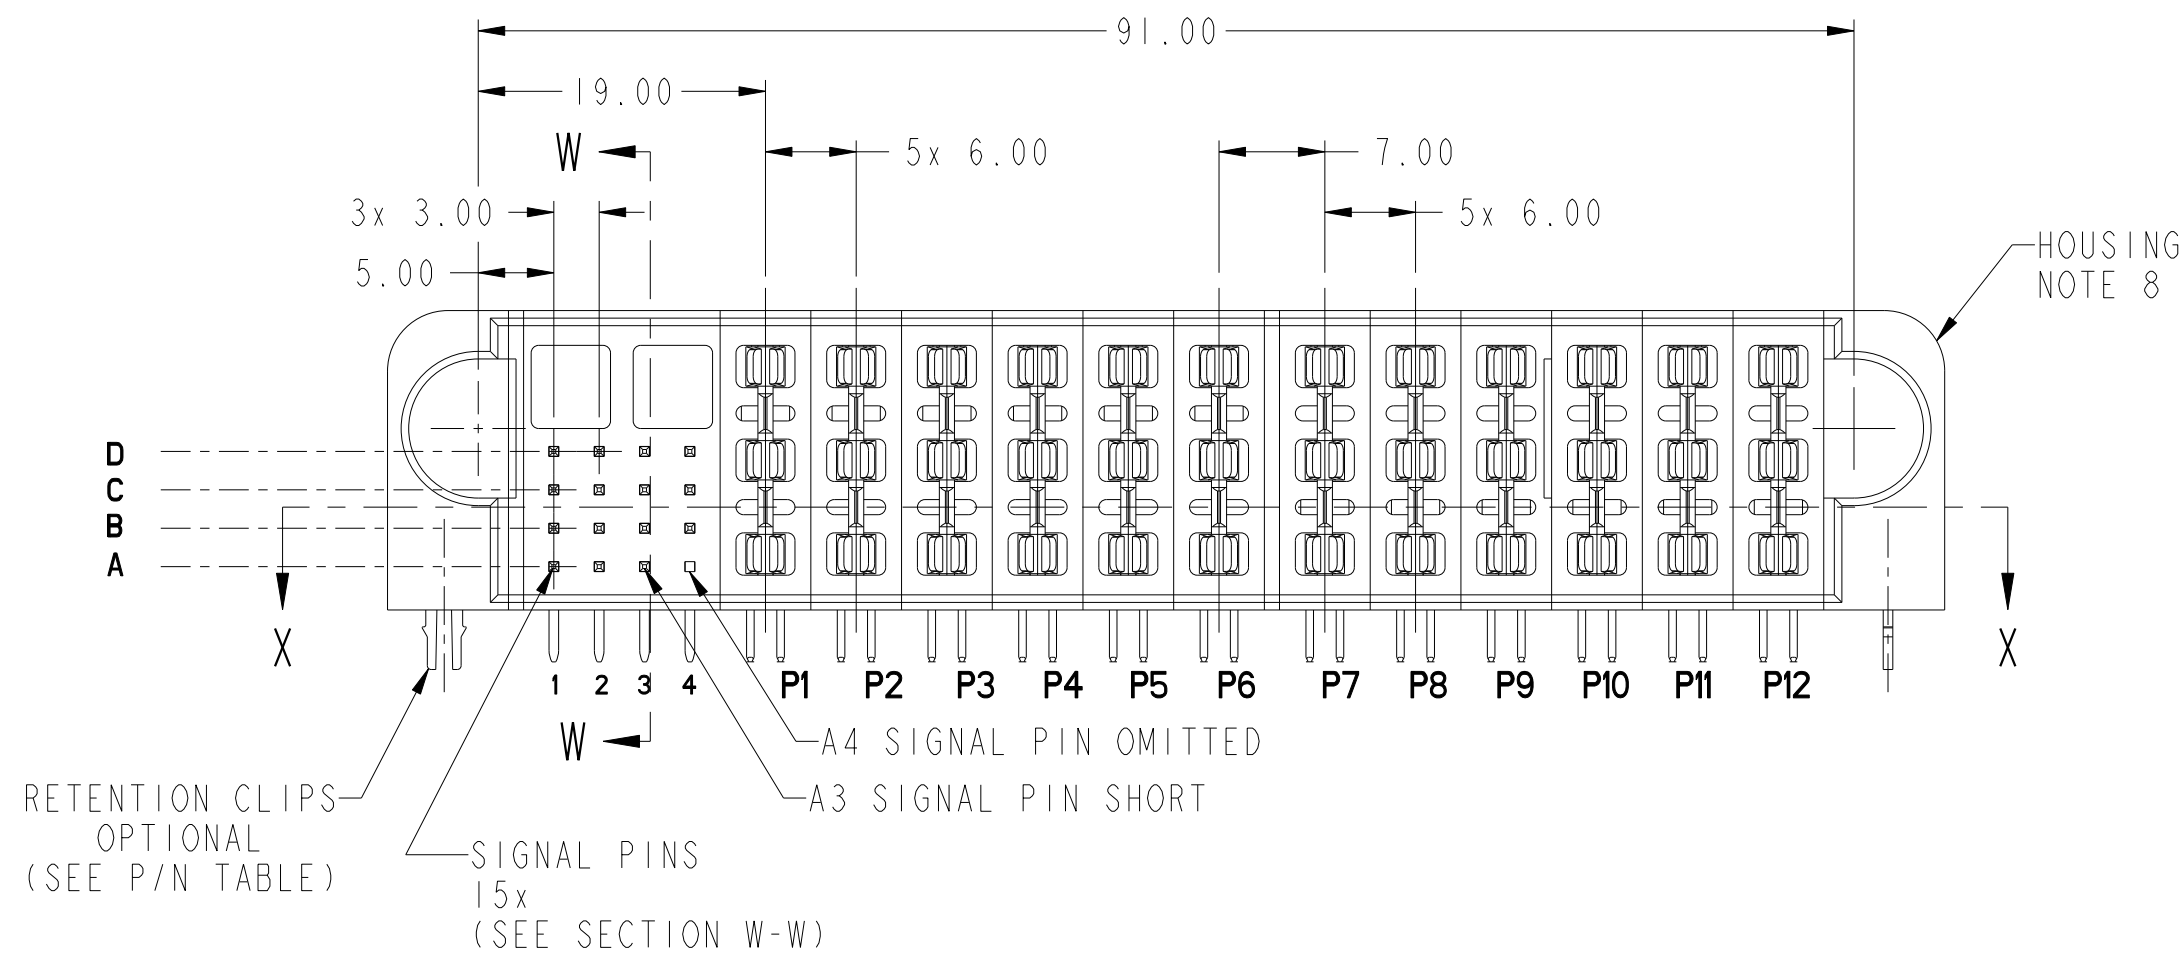 91.00
19.00
W
5x 6.00
7.00
3x 3.00
5x 6.00
5.00
HOUSING
NOTE 8
D
C
B
A
X
X
1 2 3 4 P1 P2 P3 P4 P5 P6 P7 P8 P9 P10 P11 P12
W
A4 SIGNAL PIN OMITTED
A3 SIGNAL PIN SHORT
RETENTION CLIPS
OPTIONAL
(SEE P/N TABLE)
SIGNAL PINS
15x
(SEE SECTION W-W)